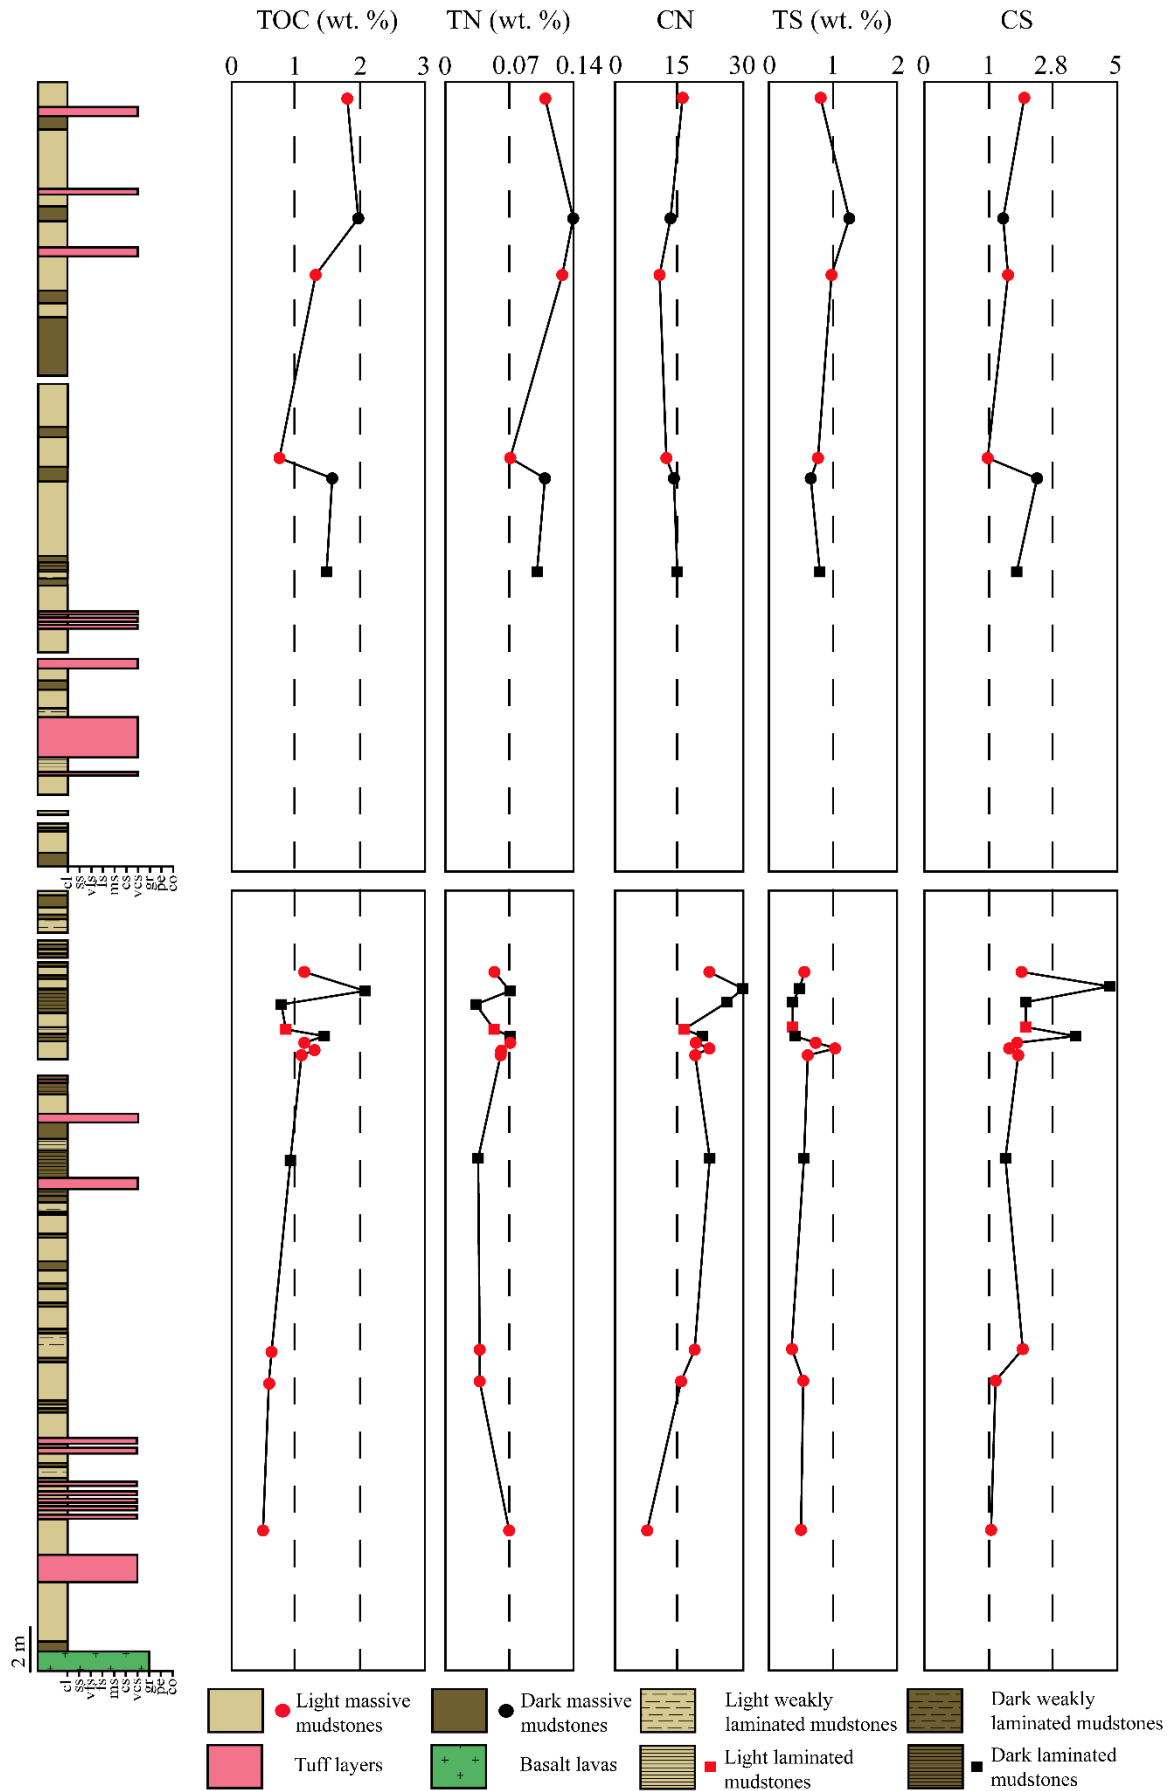 TOC (wt. %) TN (wt. %) CN TS (wt. %) CS
0 1 2 3 0 0.07 0.14 0 15 30 0 1 2 0 1 2.8 5
cl ss vfs fs ms cs vcs gr pe co
2 m
cl ss vfs fs ms cs vcs gr pe co
Light massive
mudstones
Dark massive
mudstones
Light weakly
laminated mudstones
Dark weakly
laminated mudstones
Tuff layers
Basalt lavas
Light laminated
mudstones
Dark laminated
mudstones